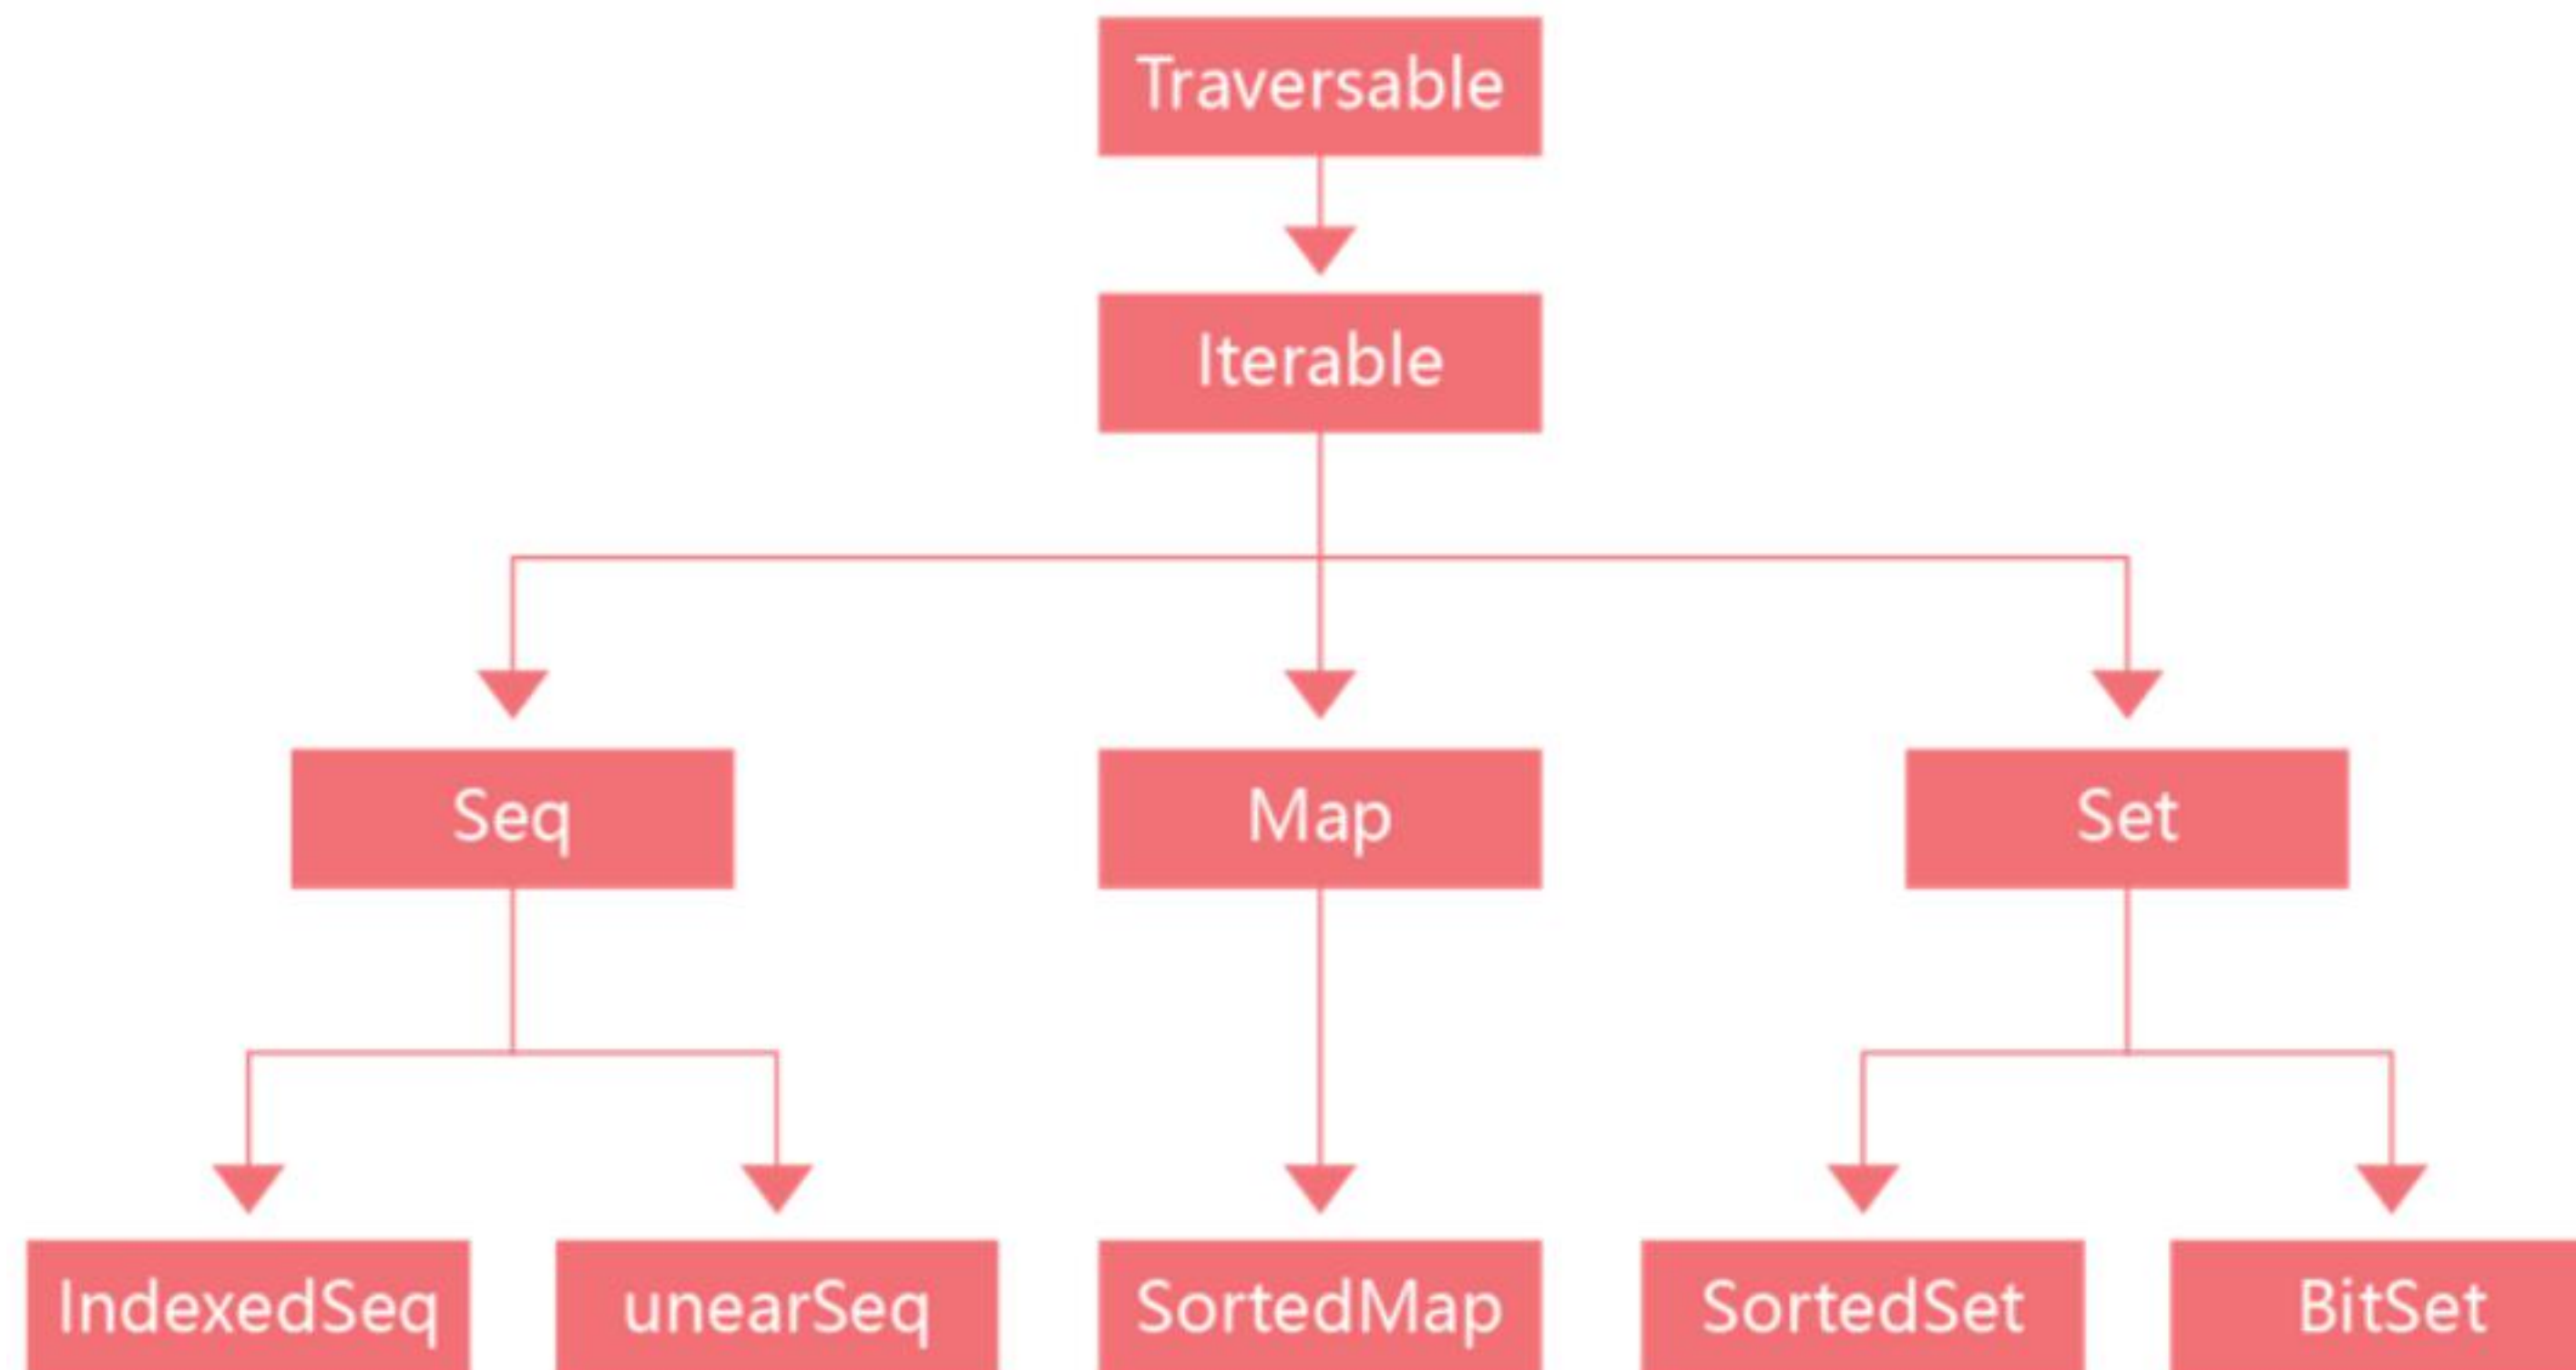 Traversable
Iterable
Seq
Map
Set
IndexedSeq
unearSeq
SortedMap
SortedSet
BitSet